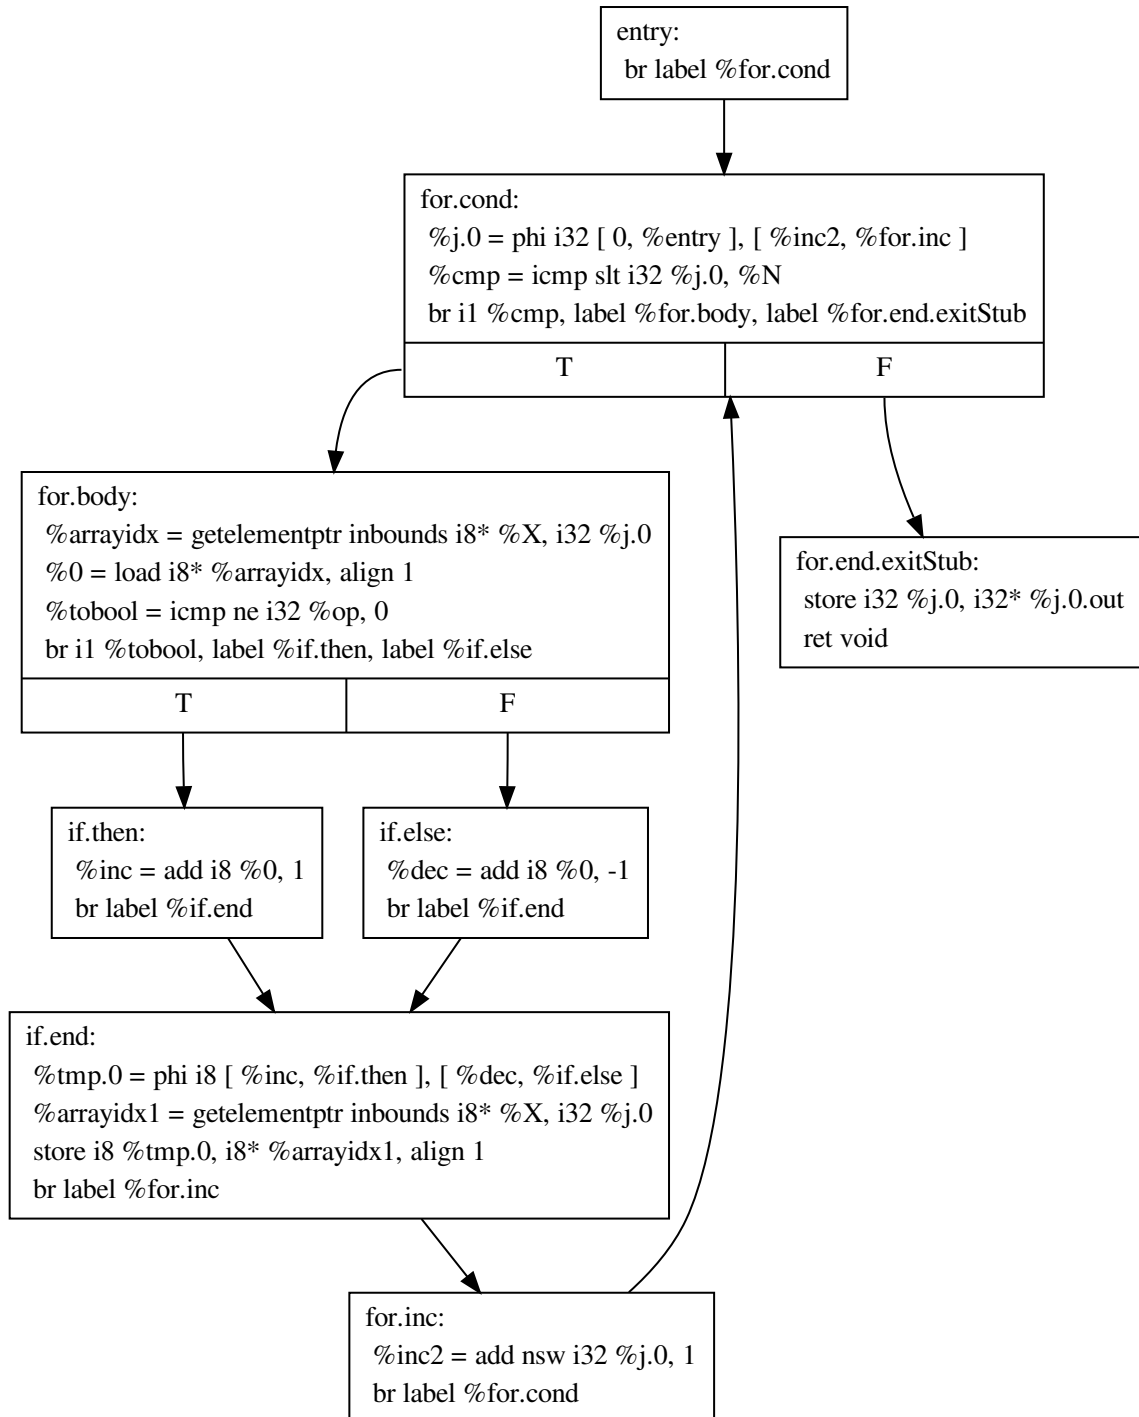 entry:
br label %for.cond
for.cond:
%j.0 = phi i32 [ 0, %entry ], [ %inc2, %for.inc ]
%cmp = icmp slt i32 %j.0, %N
br i1 %cmp, label %for.body, label %for.end.exitStub
T
F
for.body:
%arrayidx = getelementptr inbounds i8* %X, i32 %j.0
%0 = load i8* %arrayidx, align 1
%tobool = icmp ne i32 %op, 0
br i1 %tobool, label %if.then, label %if.else
T
F
for.end.exitStub:
store i32 %j.0, i32* %j.0.out
ret void
if.then:
%inc = add i8 %0, 1
br label %if.end
if.else:
%dec = add i8 %0, -1
br label %if.end
if.end:
%tmp.0 = phi i8 [ %inc, %if.then ], [ %dec, %if.else ]
%arrayidx1 = getelementptr inbounds i8* %X, i32 %j.0
store i8 %tmp.0, i8* %arrayidx1, align 1
br label %for.inc
for.inc:
%inc2 = add nsw i32 %j.0, 1
br label %for.cond